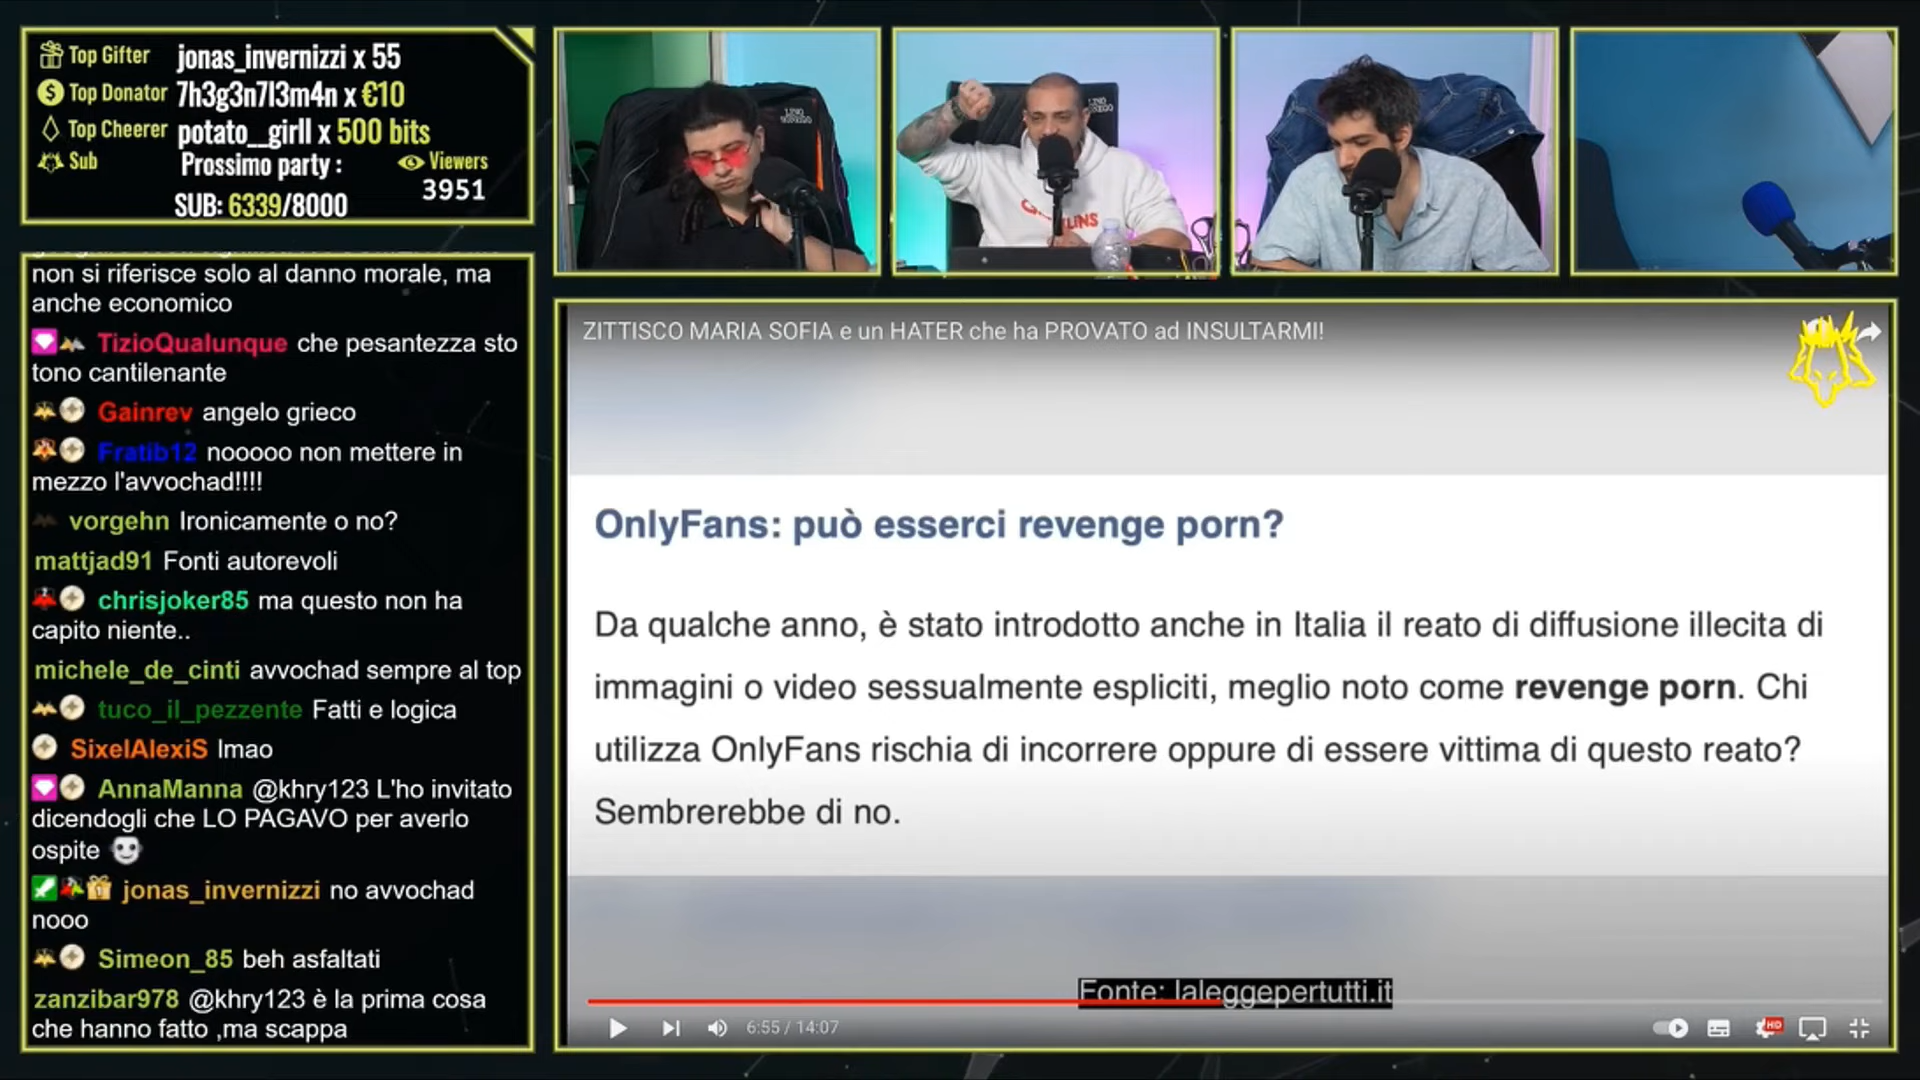 Top Gifter jonas_invernizzi x 55
Top Donator 7h3g3n7l3m4n x €10
Top Cheerer potato__girll x 500 bits
Sub Prossimo party : Viewers
SUB: 6339/8000 3951
non si riferisce solo al danno morale, ma
anche economico
TizioQualunque che pesantezza sto
tono cantilenante
Gainrev angelo grieco
Fratib12 nooooo non mettere in
mezzo l'avvochad!!!!
vorgehn Ironicamente o no?
mattjad91 Fonti autorevoli
chrisjoker85 ma questo non ha
capito niente..
michele_de_cinti avvochad sempre al top
tuco_il_pezzente Fatti e logica
SixelAlexiS lmao
AnnaManna @khry123 L'ho invitato
dicendogli che LO PAGAVO per averlo
ospite
jonas_invernizzi no avvochad
nooo
Simeon_85 beh asfaltati
zanzibar978 @khry123 è la prima cosa
che hanno fatto ,ma scappa
ZITTISCO MARIA SOFIA e un HATER che ha PROVATO ad INSULTARMI!
OnlyFans: può esserci revenge porn?
Da qualche anno, è stato introdotto anche in Italia il reato di diffusione illecita di
immagini o video sessualmente espliciti, meglio noto come revenge porn. Chi
utilizza OnlyFans rischia di incorrere oppure di essere vittima di questo reato?
Sembrerebbe di no.
Fonte: laleggepertutti.it
6:55 / 14:07
HD